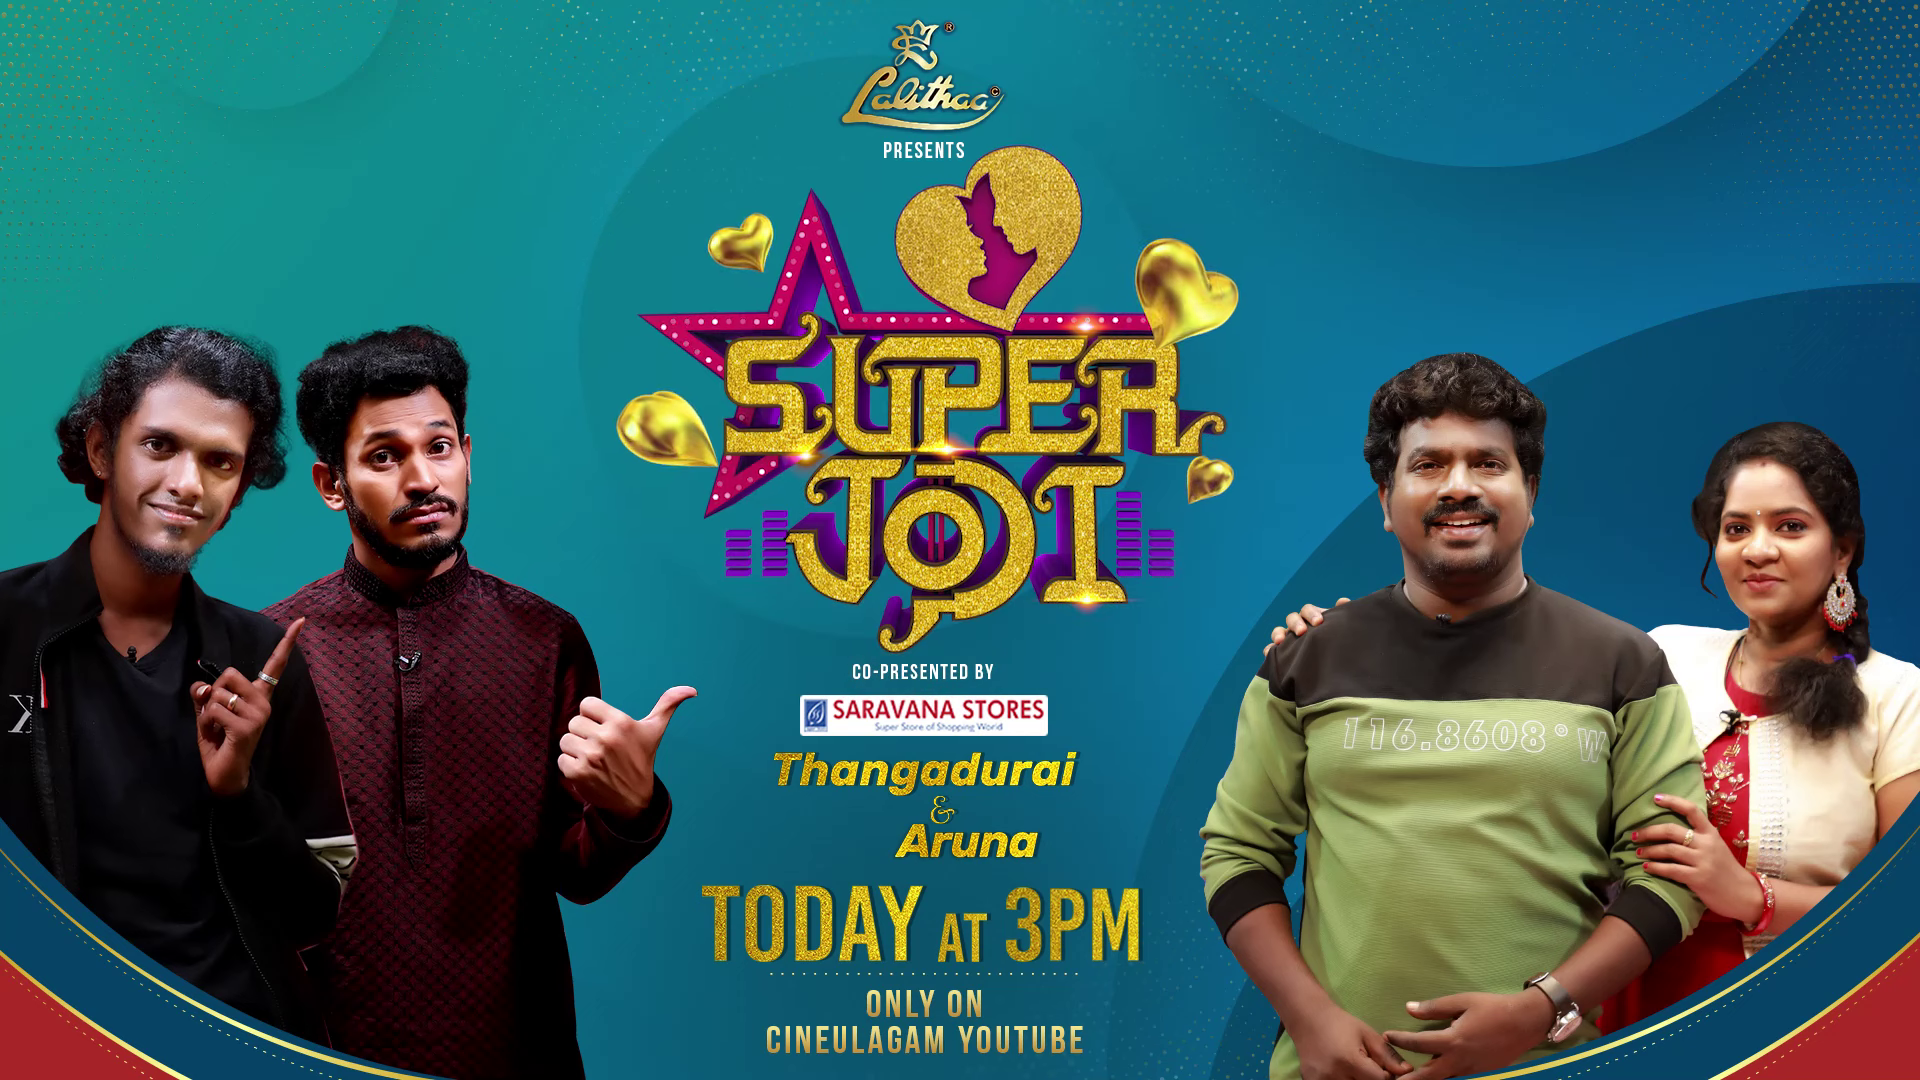 Lalithaa
PRESENTS
SUPER
JODI
CO-PRESENTED BY
SARAVANA STORES
Super Store of Shopping World
Thangadurai
&
Aruna
TODAY AT 3PM
ONLY ON
CINEULAGAM YOUTUBE
116.8608° W